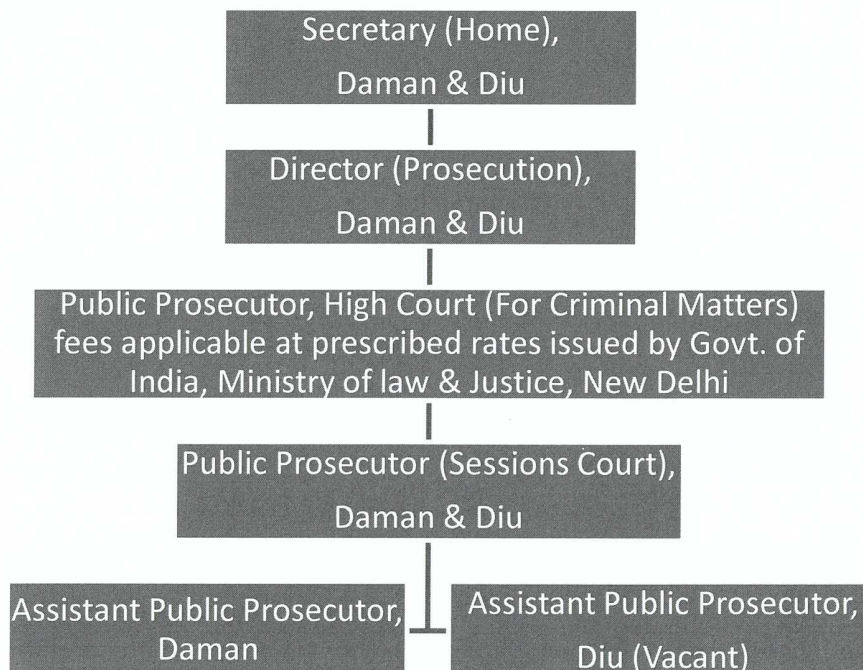 Secretary (Home),
Daman & Diu
Director (Prosecution),
Daman & Diu
Public Prosecutor, High Court (For Criminal Matters)
fees applicable at prescribed rates issued by Govt. of
India, Ministry of law & Justice, New Delhi
Public Prosecutor (Sessions Court),
Daman & Diu
Assistant Public Prosecutor,
Daman
Assistant Public Prosecutor,
Diu (Vacant)